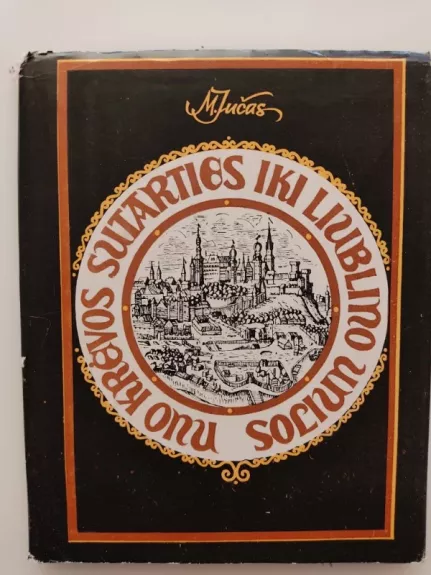 M. Jučas
NUO KRĖVOS SUTARTIES IKI LIUBLINO UNIJOS